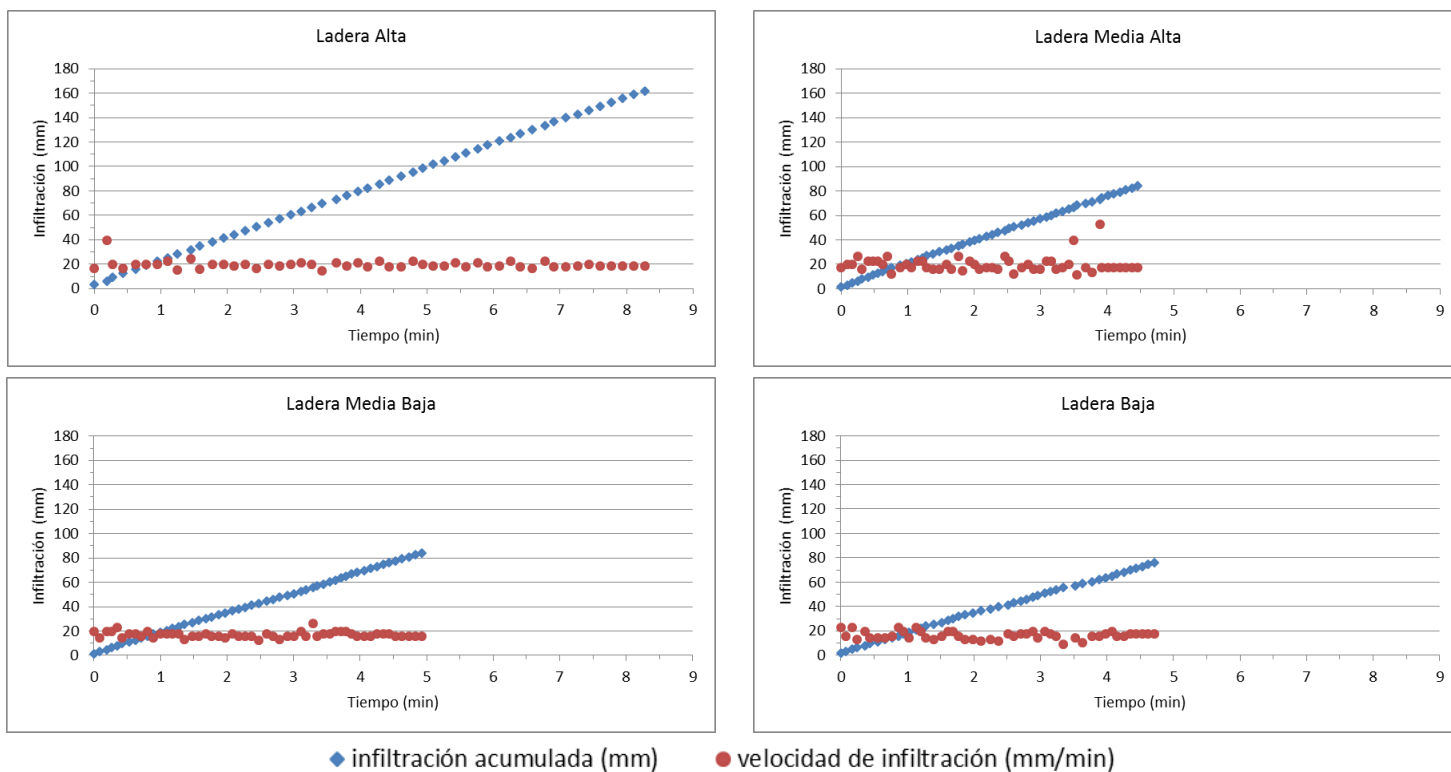 Ladera Alta
180
160
140
120
100
80
60
40
20
0
Infiltración (mm)
0 1 2 3 4 5 6 7 8 9
Tiempo (min)
Ladera Media Alta
180
160
140
120
100
80
60
40
20
0
Infiltración (mm)
0 1 2 3 4 5 6 7 8 9
Tiempo (min)
Ladera Media Baja
180
160
140
120
100
80
60
40
20
0
Infiltración (mm)
0 1 2 3 4 5 6 7 8 9
Tiempo (min)
Ladera Baja
180
160
140
120
100
80
60
40
20
0
Infiltración (mm)
0 1 2 3 4 5 6 7 8 9
Tiempo (min)
infiltración acumulada (mm) velocidad de infiltración (mm/min)